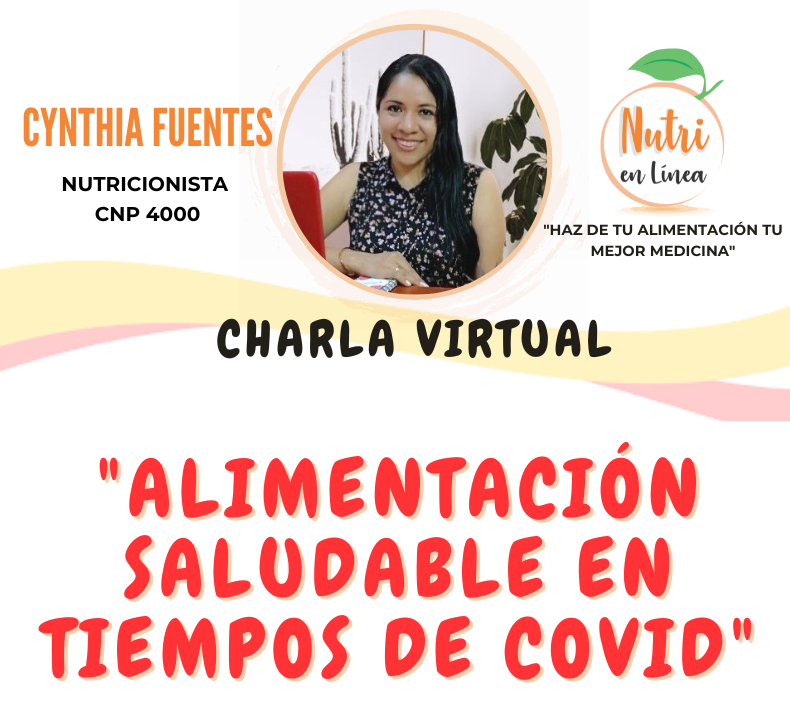 CYNTHIA FUENTES
NUTRICIONISTA
CNP 4000
Nutri
en Línea
"HAZ DE TU ALIMENTACIÓN TU
MEJOR MEDICINA"
CHARLA VIRTUAL
"ALIMENTACIÓN
SALUDABLE EN
TIEMPOS DE COVID"